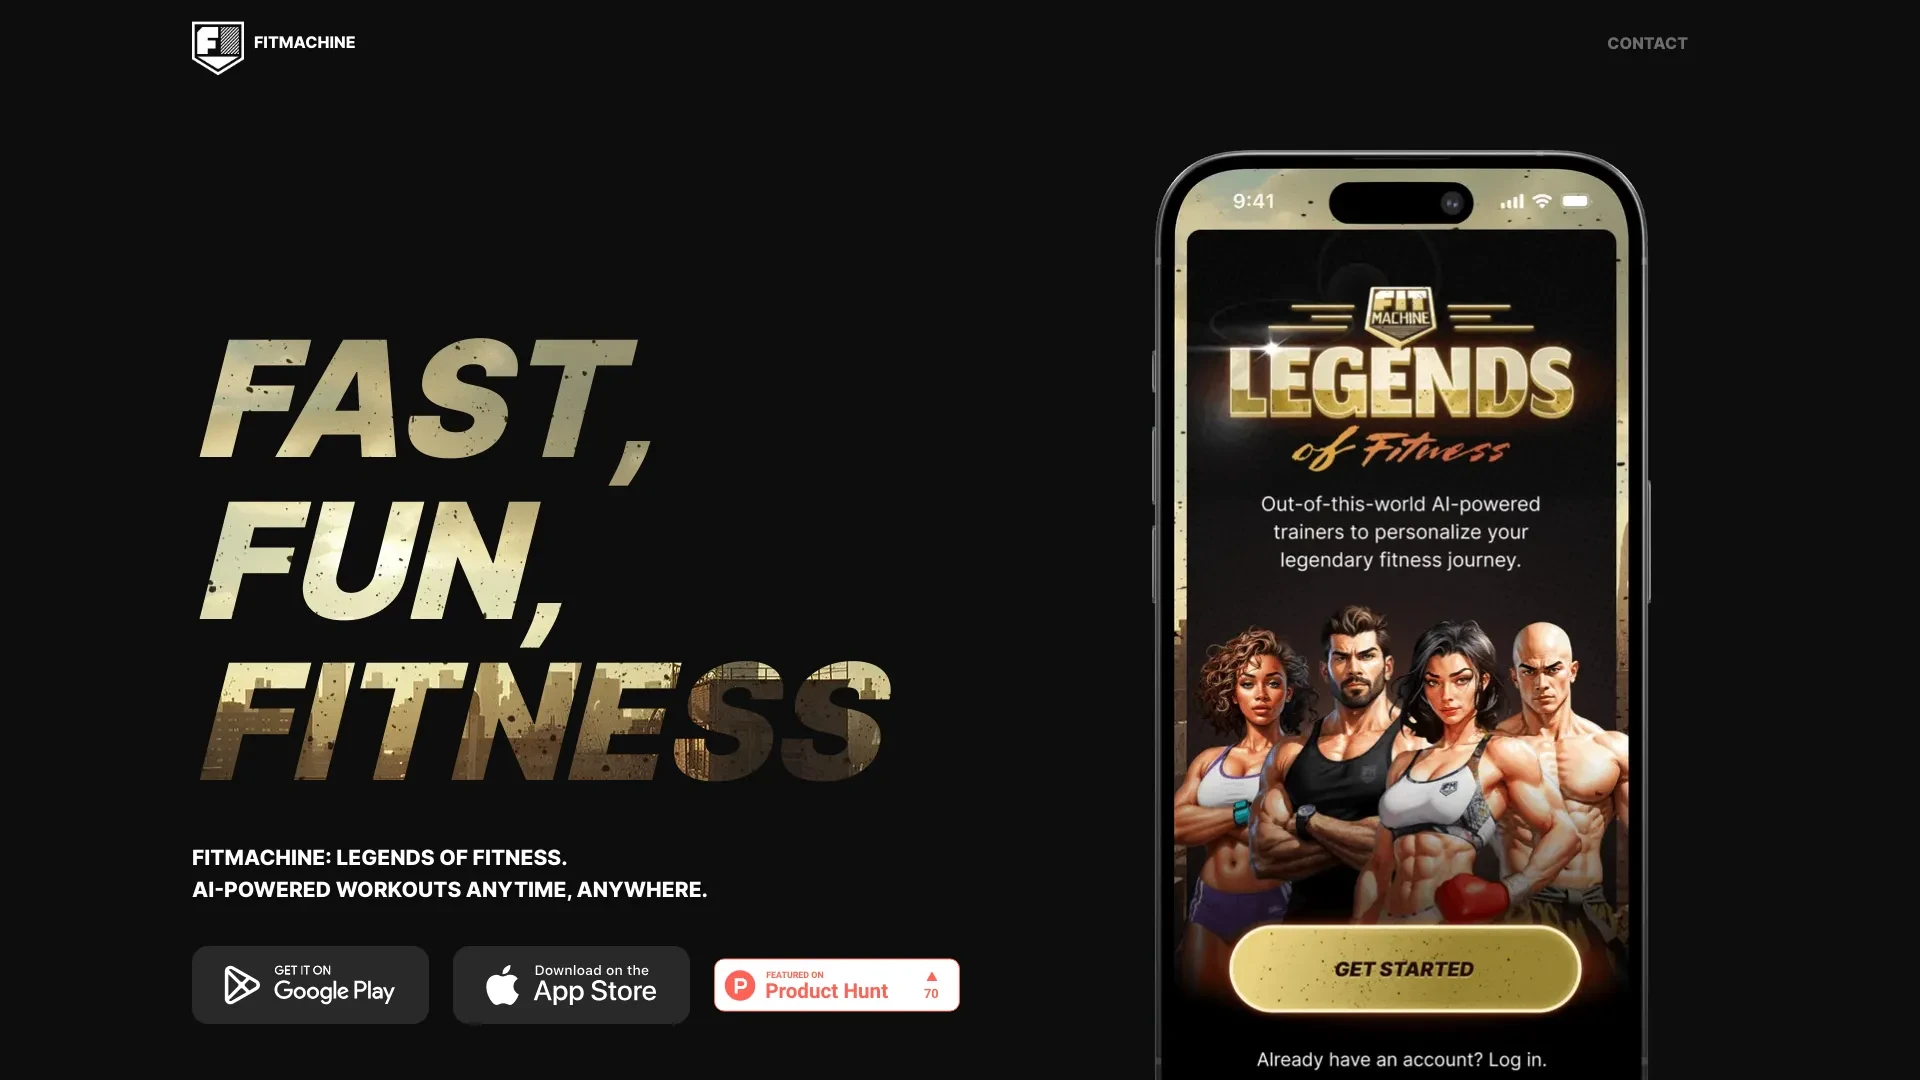 FITMACHINE
CONTACT
FAST,
FUN,
FITNESS
FITMACHINE: LEGENDS OF FITNESS.
AI-POWERED WORKOUTS ANYTIME, ANYWHERE.
GET IT ON
Google Play
Download on the
App Store
FEATURED ON
Product Hunt
70
9:41
FIT
MACHINE
LEGENDS
of Fitness
Out-of-this-world AI-powered
trainers to personalize your
legendary fitness journey.
GET STARTED
Already have an account? Log in.